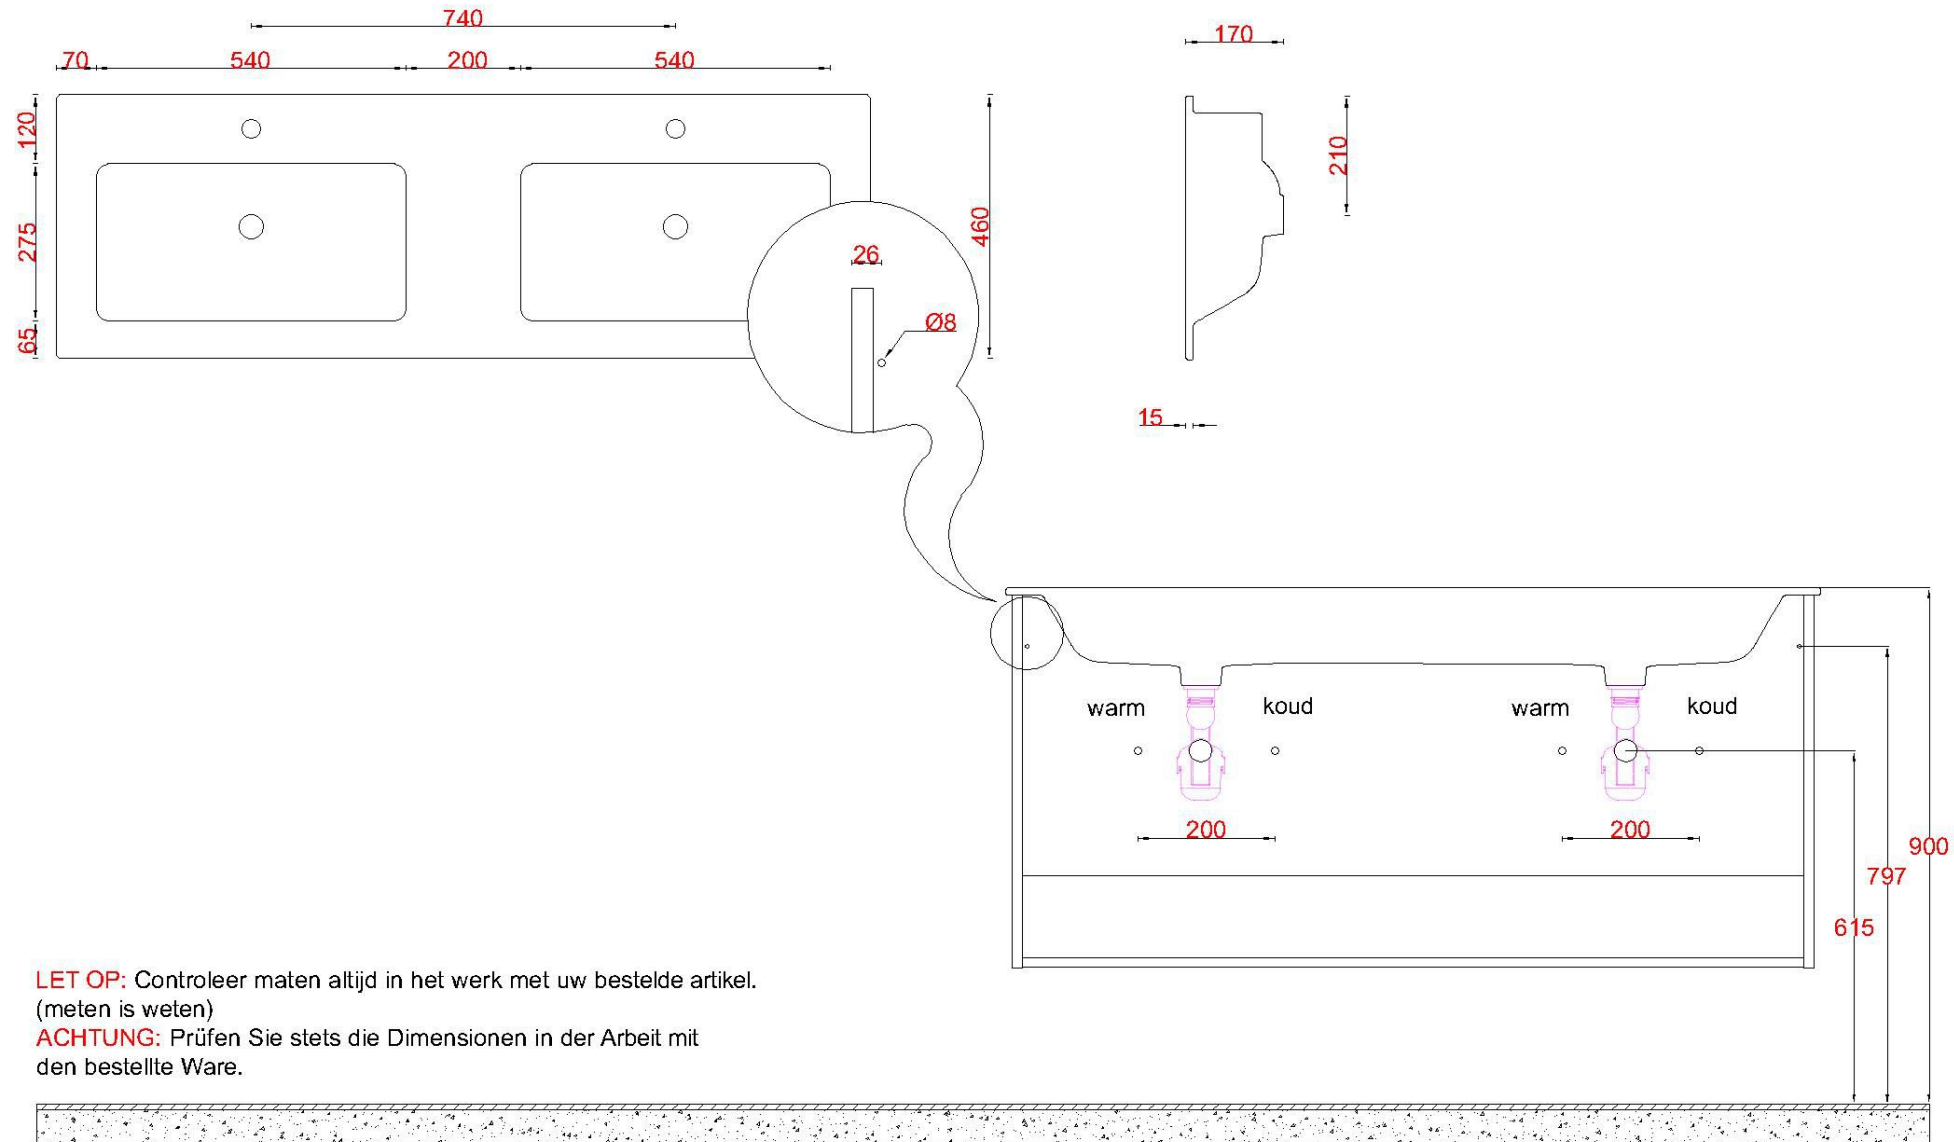 740
170
70 540 200 540
120
210
275
460
26
Ø8
65
15
warm koud warm koud
200 200
900
797
615
LET OP: Controleer maten altijd in het werk met uw bestelde artikel.
(meten is weten)
ACHTUNG: Prüfen Sie stets die Dimensionen in der Arbeit mit
den bestellte Ware.